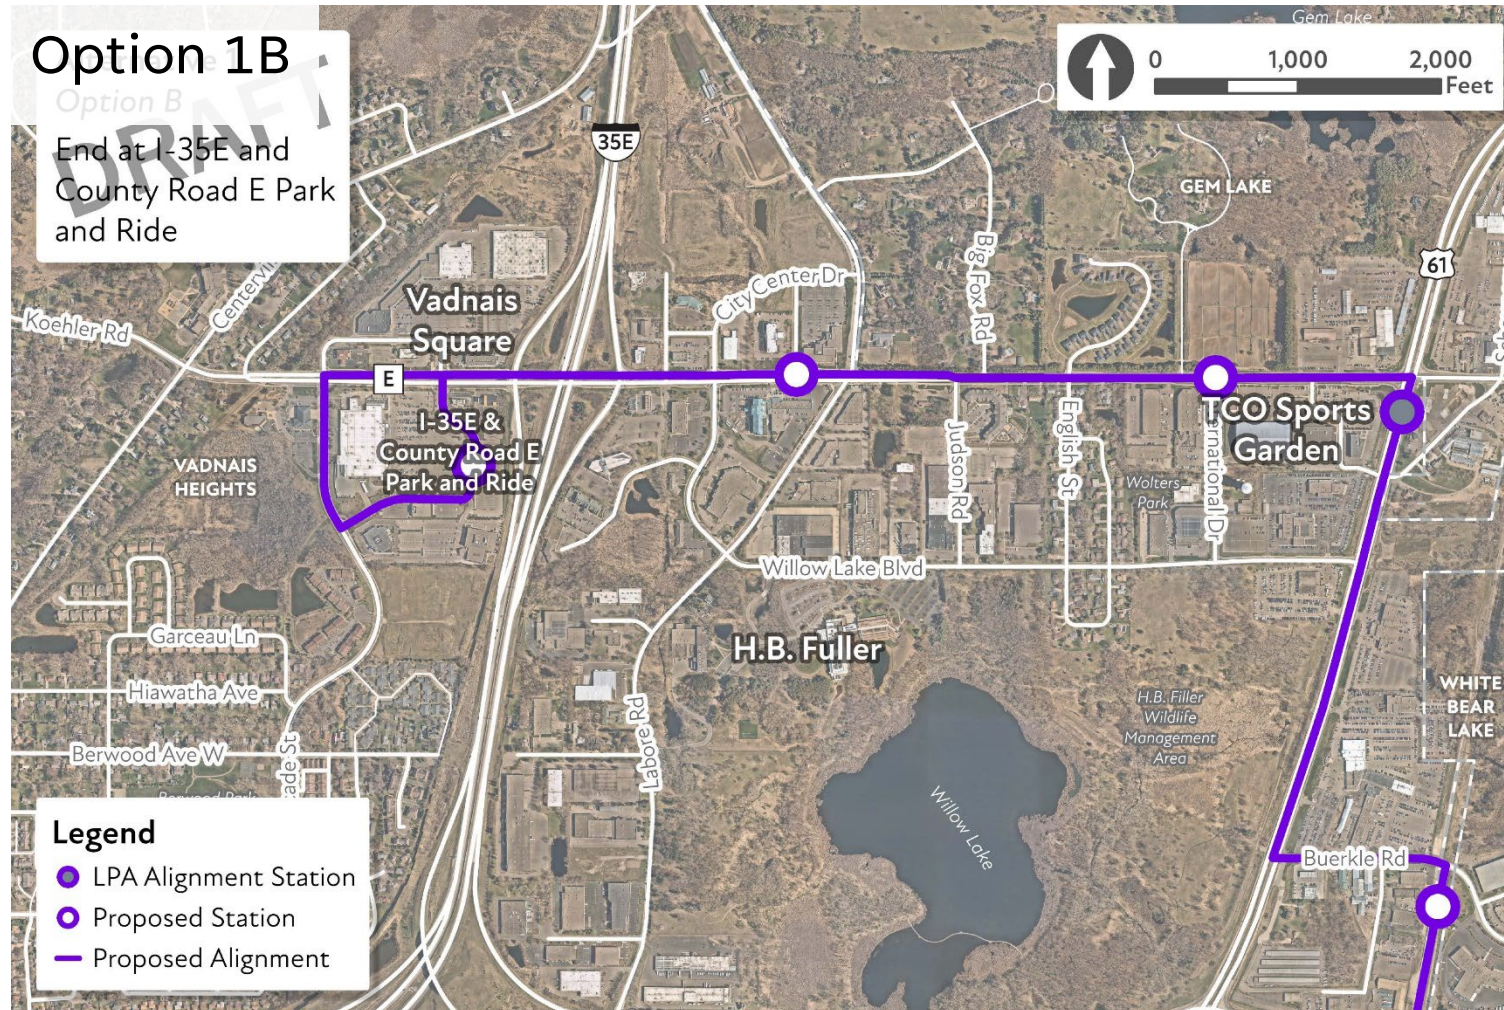 Option 1B
Option B
DRAFT
End at I-35E and
County Road E Park
and Ride
0 1,000 2,000
Feet
Gem Lake
35E
GEM LAKE
61
Koehler Rd
Vadnais
Square
City Center Dr
Big Fox Rd
E
I-35E &
County Road E
Park and Ride
VADNAIS
HEIGHTS
TCO Sports
Garden
Judson Rd
English St
Wolters
Park
Willow Lake Blvd
H.B. Fuller
Garceau Ln
Hiawatha Ave
Berwood Ave W
Labore Rd
H.B. Filler
Wildlife
Management
Area
WHITE
BEAR
LAKE
Willow Lake
Buerkle Rd
Legend
LPA Alignment Station
Proposed Station
Proposed Alignment